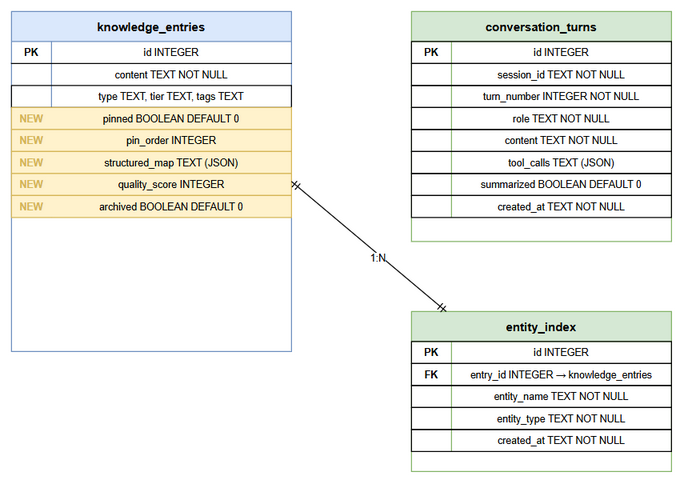 knowledge_entries
PK id INTEGER
content TEXT NOT NULL
type TEXT, tier TEXT, tags TEXT
NEW pinned BOOLEAN DEFAULT 0
NEW pin_order INTEGER
NEW structured_map TEXT (JSON)
NEW quality_score INTEGER
NEW archived BOOLEAN DEFAULT 0
conversation_turns
PK id INTEGER
session_id TEXT NOT NULL
turn_number INTEGER NOT NULL
role TEXT NOT NULL
content TEXT NOT NULL
tool_calls TEXT (JSON)
summarized BOOLEAN DEFAULT 0
created_at TEXT NOT NULL
1:N
entity_index
PK id INTEGER
FK entry_id INTEGER → knowledge_entries
entity_name TEXT NOT NULL
entity_type TEXT NOT NULL
created_at TEXT NOT NULL